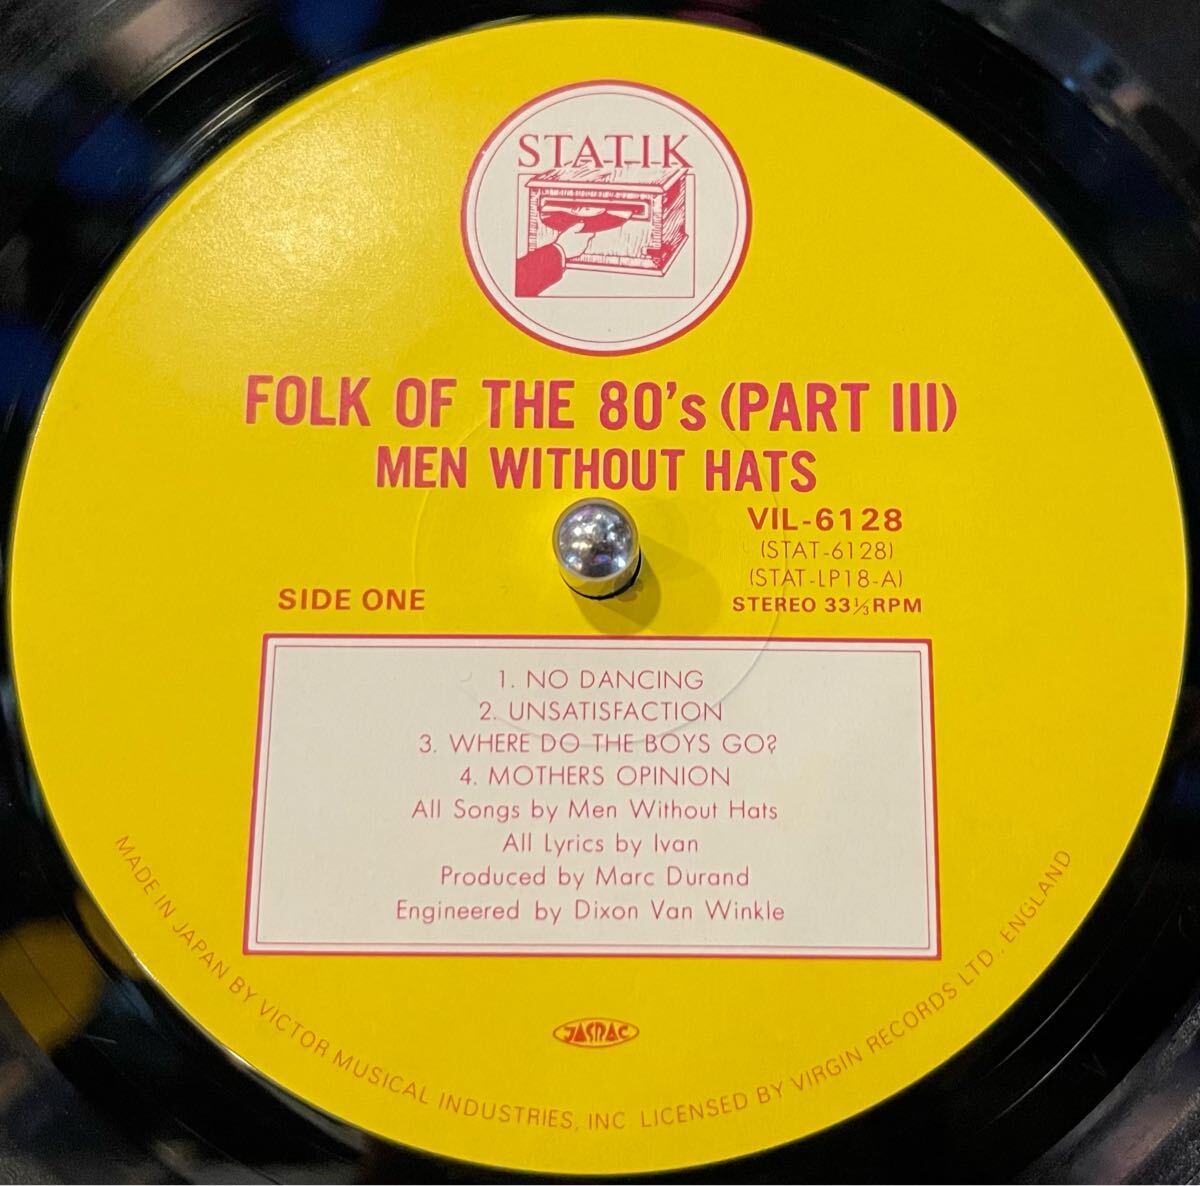 STATIK
FOLK OF THE 80's (PART III)
MEN WITHOUT HATS
VIL-6128
(STAT-6128)
(STAT-LP18-A)
STEREO 33⅓RPM
SIDE ONE
1. NO DANCING
2. UNSATISFACTION
3. WHERE DO THE BOYS GO?
4. MOTHERS OPINION
All Songs by Men Without Hats
All Lyrics by Ivan
Produced by Marc Durand
Engineered by Dixon Van Winkle
JASRAC
MADE IN JAPAN BY VICTOR MUSICAL INDUSTRIES, INC. LICENSED BY VIRGIN RECORDS LTD., ENGLAND